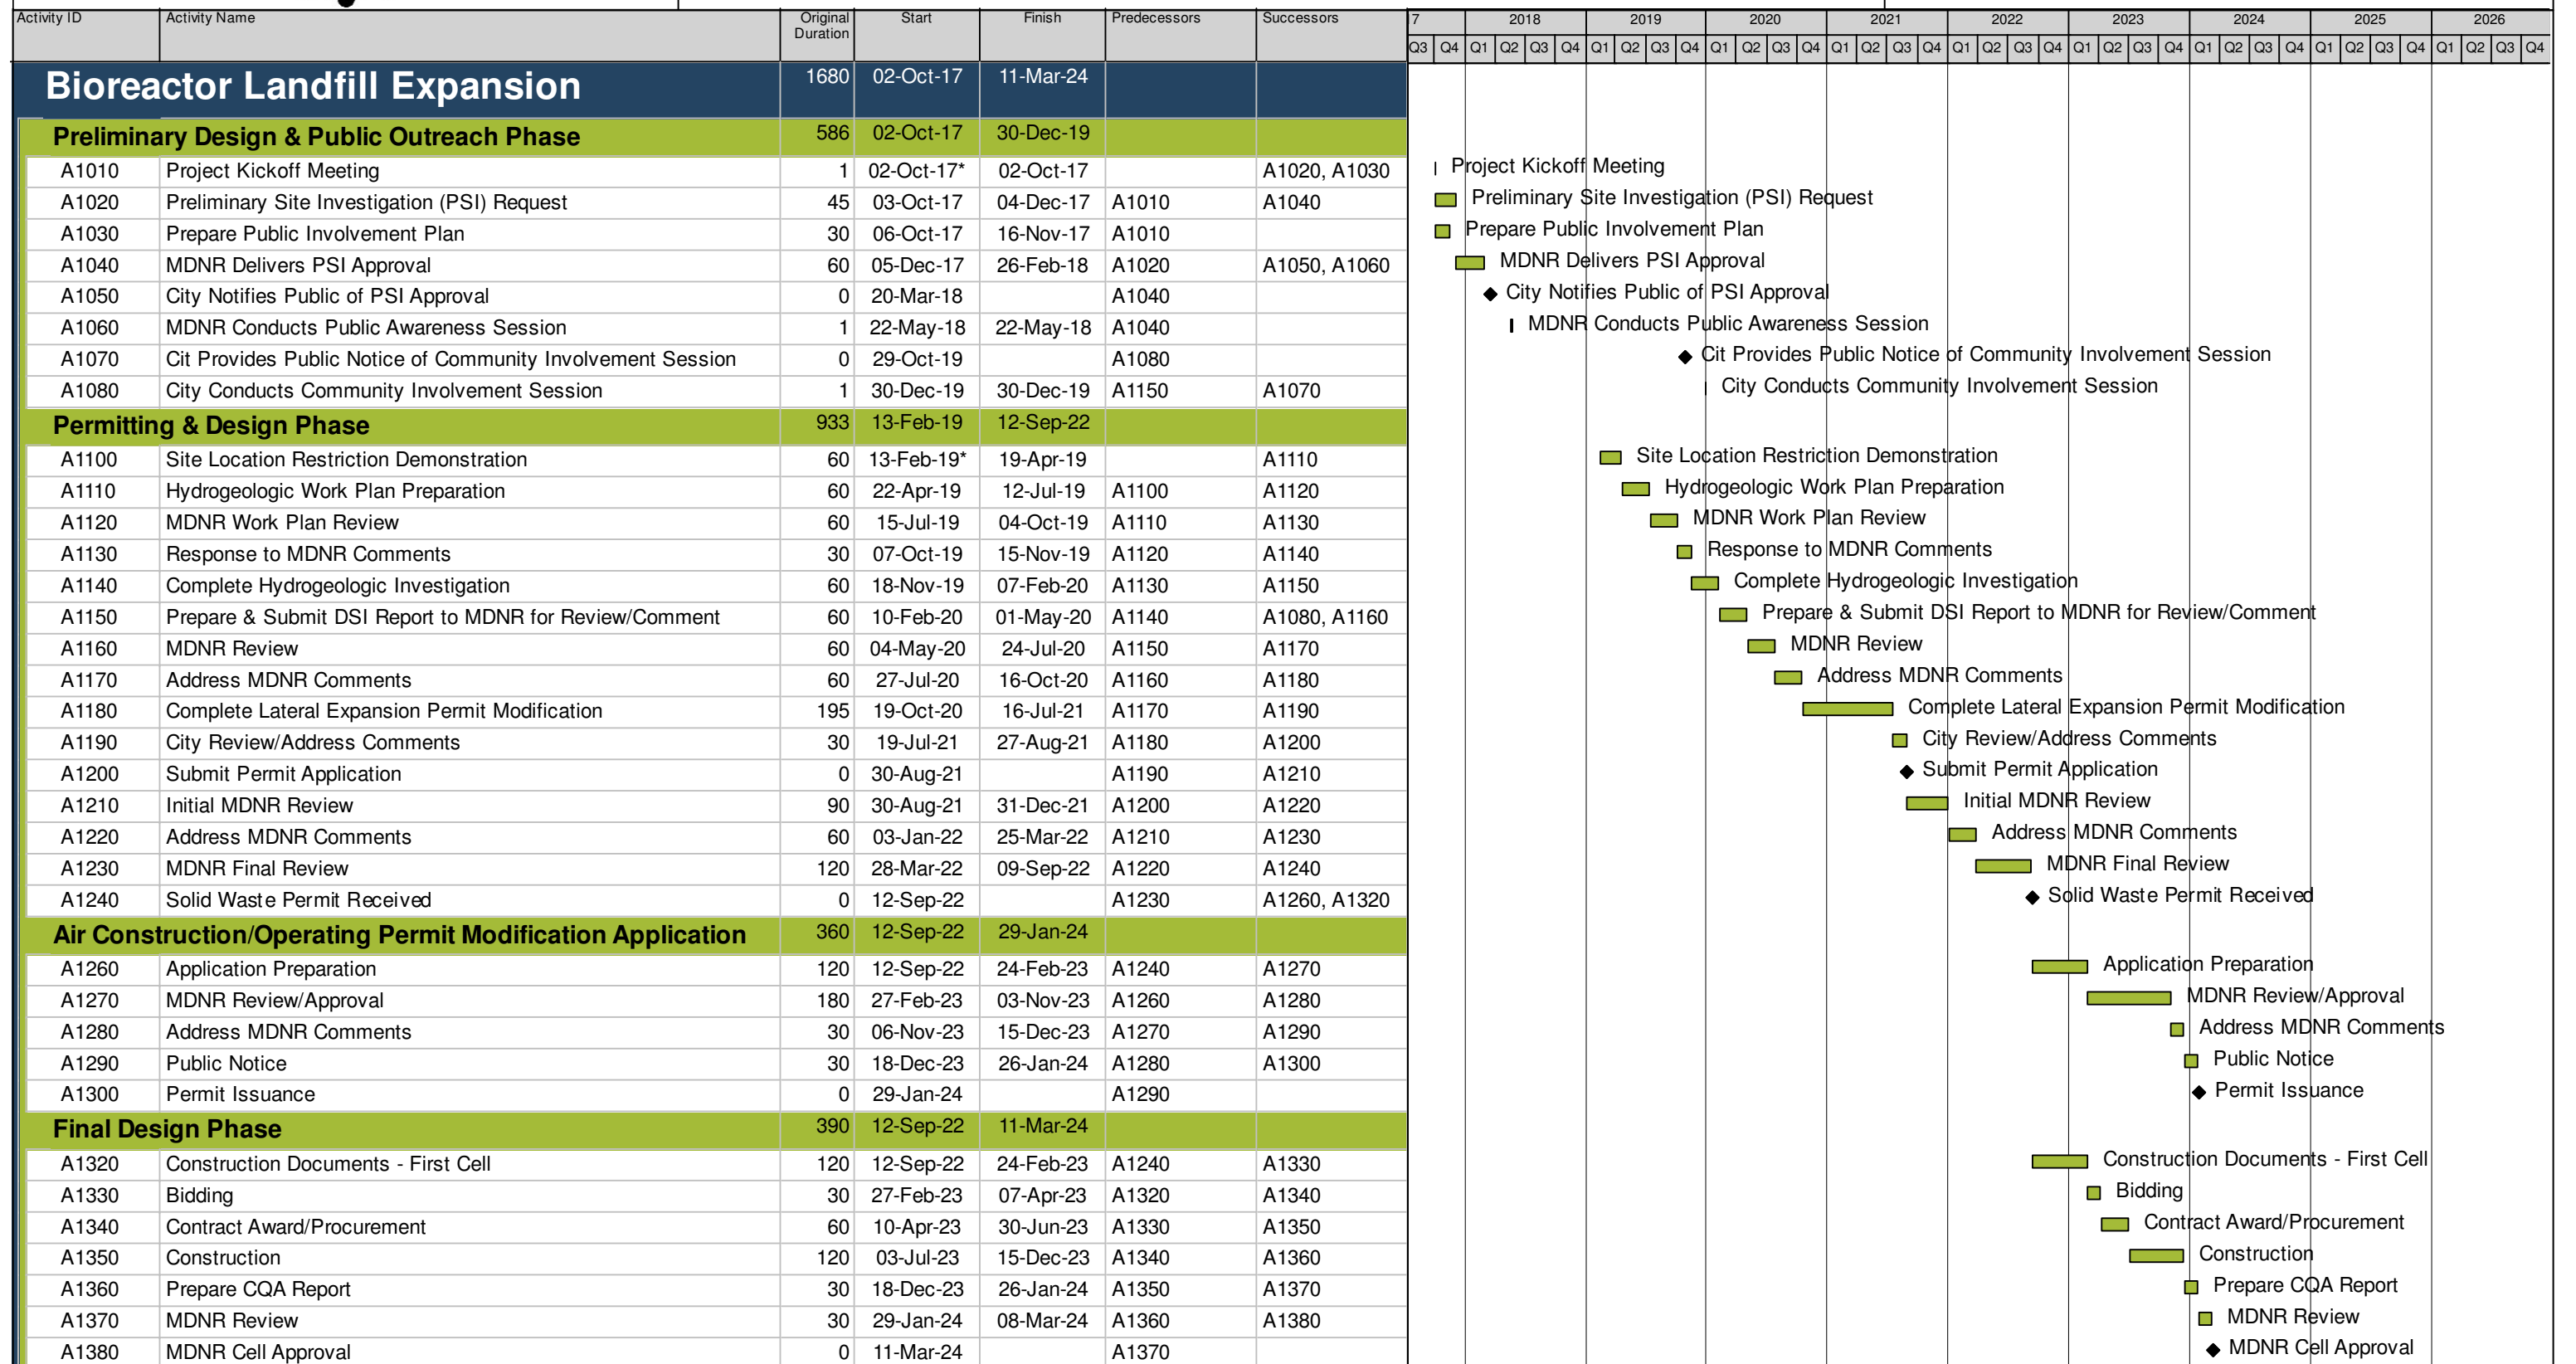 Activity ID Activity Name Original Duration Start Finish Predecessors Successors 7 2018 2019 2020 2021 2022 2023 2024 2025 2026
Q3 Q4 Q1 Q2 Q3 Q4 Q1 Q2 Q3 Q4 Q1 Q2 Q3 Q4 Q1 Q2 Q3 Q4 Q1 Q2 Q3 Q4 Q1 Q2 Q3 Q4 Q1 Q2 Q3 Q4 Q1 Q2 Q3 Q4 Q1 Q2 Q3 Q4
Bioreactor Landfill Expansion 1680 02-Oct-17 11-Mar-24
Preliminary Design & Public Outreach Phase 586 02-Oct-17 30-Dec-19
A1010 Project Kickoff Meeting 1 02-Oct-17* 02-Oct-17 A1020, A1030 Project Kickoff Meeting
A1020 Preliminary Site Investigation (PSI) Request 45 03-Oct-17 04-Dec-17 A1010 A1040 Preliminary Site Investigation (PSI) Request
A1030 Prepare Public Involvement Plan 30 06-Oct-17 16-Nov-17 A1010 Prepare Public Involvement Plan
A1040 MDNR Delivers PSI Approval 60 05-Dec-17 26-Feb-18 A1020 A1050, A1060 MDNR Delivers PSI Approval
A1050 City Notifies Public of PSI Approval 0 20-Mar-18 A1040 City Notifies Public of PSI Approval
A1060 MDNR Conducts Public Awareness Session 1 22-May-18 22-May-18 A1040 MDNR Conducts Public Awareness Session
A1070 Cit Provides Public Notice of Community Involvement Session 0 29-Oct-19 A1080 Cit Provides Public Notice of Community Involvement Session
A1080 City Conducts Community Involvement Session 1 30-Dec-19 30-Dec-19 A1150 A1070 City Conducts Community Involvement Session
Permitting & Design Phase 933 13-Feb-19 12-Sep-22
A1100 Site Location Restriction Demonstration 60 13-Feb-19* 19-Apr-19 A1110 Site Location Restriction Demonstration
A1110 Hydrogeologic Work Plan Preparation 60 22-Apr-19 12-Jul-19 A1100 A1120 Hydrogeologic Work Plan Preparation
A1120 MDNR Work Plan Review 60 15-Jul-19 04-Oct-19 A1110 A1130 MDNR Work Plan Review
A1130 Response to MDNR Comments 30 07-Oct-19 15-Nov-19 A1120 A1140 Response to MDNR Comments
A1140 Complete Hydrogeologic Investigation 60 18-Nov-19 07-Feb-20 A1130 A1150 Complete Hydrogeologic Investigation
A1150 Prepare & Submit DSI Report to MDNR for Review/Comment 60 10-Feb-20 01-May-20 A1140 A1080, A1160 Prepare & Submit DSI Report to MDNR for Review/Comment
A1160 MDNR Review 60 04-May-20 24-Jul-20 A1150 A1170 MDNR Review
A1170 Address MDNR Comments 60 27-Jul-20 16-Oct-20 A1160 A1180 Address MDNR Comments
A1180 Complete Lateral Expansion Permit Modification 195 19-Oct-20 16-Jul-21 A1170 A1190 Complete Lateral Expansion Permit Modification
A1190 City Review/Address Comments 30 19-Jul-21 27-Aug-21 A1180 A1200 City Review/Address Comments
A1200 Submit Permit Application 0 30-Aug-21 A1190 A1210 Submit Permit Application
A1210 Initial MDNR Review 90 30-Aug-21 31-Dec-21 A1200 A1220 Initial MDNR Review
A1220 Address MDNR Comments 60 03-Jan-22 25-Mar-22 A1210 A1230 Address MDNR Comments
A1230 MDNR Final Review 120 28-Mar-22 09-Sep-22 A1220 A1240 MDNR Final Review
A1240 Solid Waste Permit Received 0 12-Sep-22 A1230 A1260, A1320 Solid Waste Permit Received
Air Construction/Operating Permit Modification Application 360 12-Sep-22 29-Jan-24
A1260 Application Preparation 120 12-Sep-22 24-Feb-23 A1240 A1270 Application Preparation
A1270 MDNR Review/Approval 180 27-Feb-23 03-Nov-23 A1260 A1280 MDNR Review/Approval
A1280 Address MDNR Comments 30 06-Nov-23 15-Dec-23 A1270 A1290 Address MDNR Comments
A1290 Public Notice 30 18-Dec-23 26-Jan-24 A1280 A1300 Public Notice
A1300 Permit Issuance 0 29-Jan-24 A1290 Permit Issuance
Final Design Phase 390 12-Sep-22 11-Mar-24
A1320 Construction Documents - First Cell 120 12-Sep-22 24-Feb-23 A1240 A1330 Construction Documents - First Cell
A1330 Bidding 30 27-Feb-23 07-Apr-23 A1320 A1340 Bidding
A1340 Contract Award/Procurement 60 10-Apr-23 30-Jun-23 A1330 A1350 Contract Award/Procurement
A1350 Construction 120 03-Jul-23 15-Dec-23 A1340 A1360 Construction
A1360 Prepare CQA Report 30 18-Dec-23 26-Jan-24 A1350 A1370 Prepare CQA Report
A1370 MDNR Review 30 29-Jan-24 08-Mar-24 A1360 A1380 MDNR Review
A1380 MDNR Cell Approval 0 11-Mar-24 A1370 MDNR Cell Approval